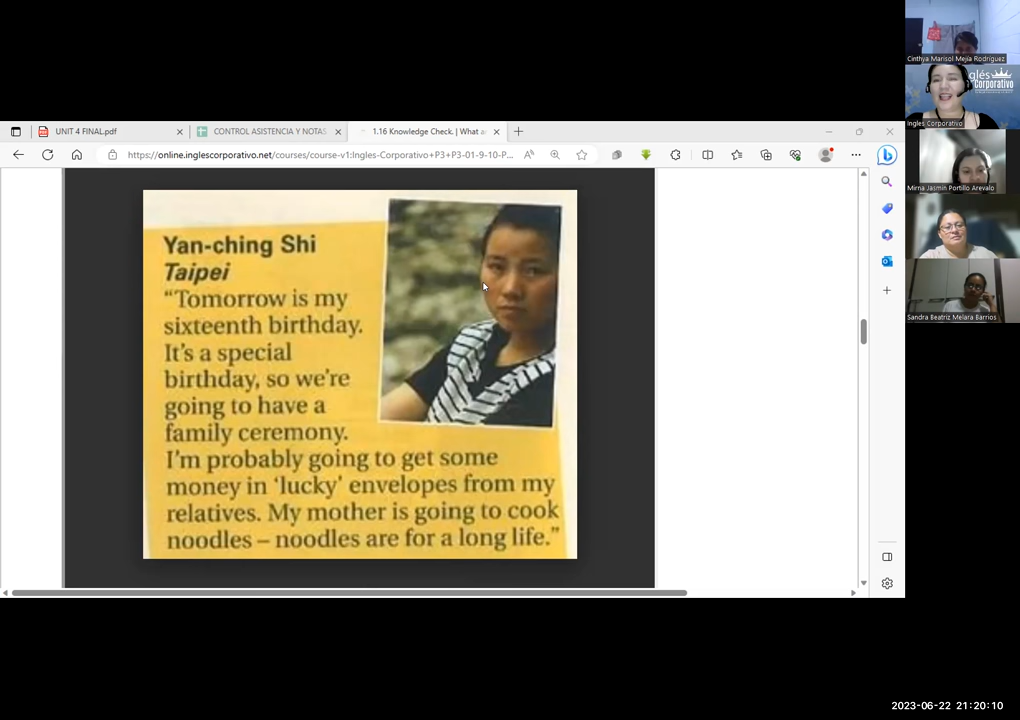 Cinthya Marisol Mejia Rodriguez
glés
Corporativo
Ingles Corporativo
UNIT 4 FINAL.pdf
CONTROL ASISTENCIA Y NOTAS
1.16 Knowledge Check. | What a
https://online.inglescorporativo.net/courses/course-v1:Ingles-Corporativo+P3+P3-01-9-10-P...
Mirna Jasmin Portillo Arevalo
Yan-ching Shi
Taipei
“Tomorrow is my
sixteenth birthday.
It's a special
birthday, so we're
going to have a
family ceremony.
I'm probably going to get some
money in ‘lucky’ envelopes from my
relatives. My mother is going to cook
noodles – noodles are for a long life.”
Sandra Beatriz Melara Barrios
2023-06-22 21:20:10